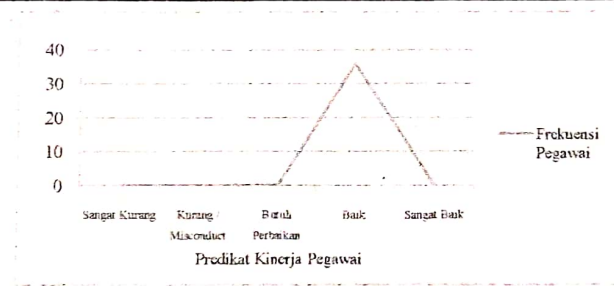 40
30
20
10
0
Frekuensi
Pegawai
Sangat Kurang
Kurang /
Misconduct
Butuh
Perbaikan
Baik
Sangat Baik
Predikat Kinerja Pegawai